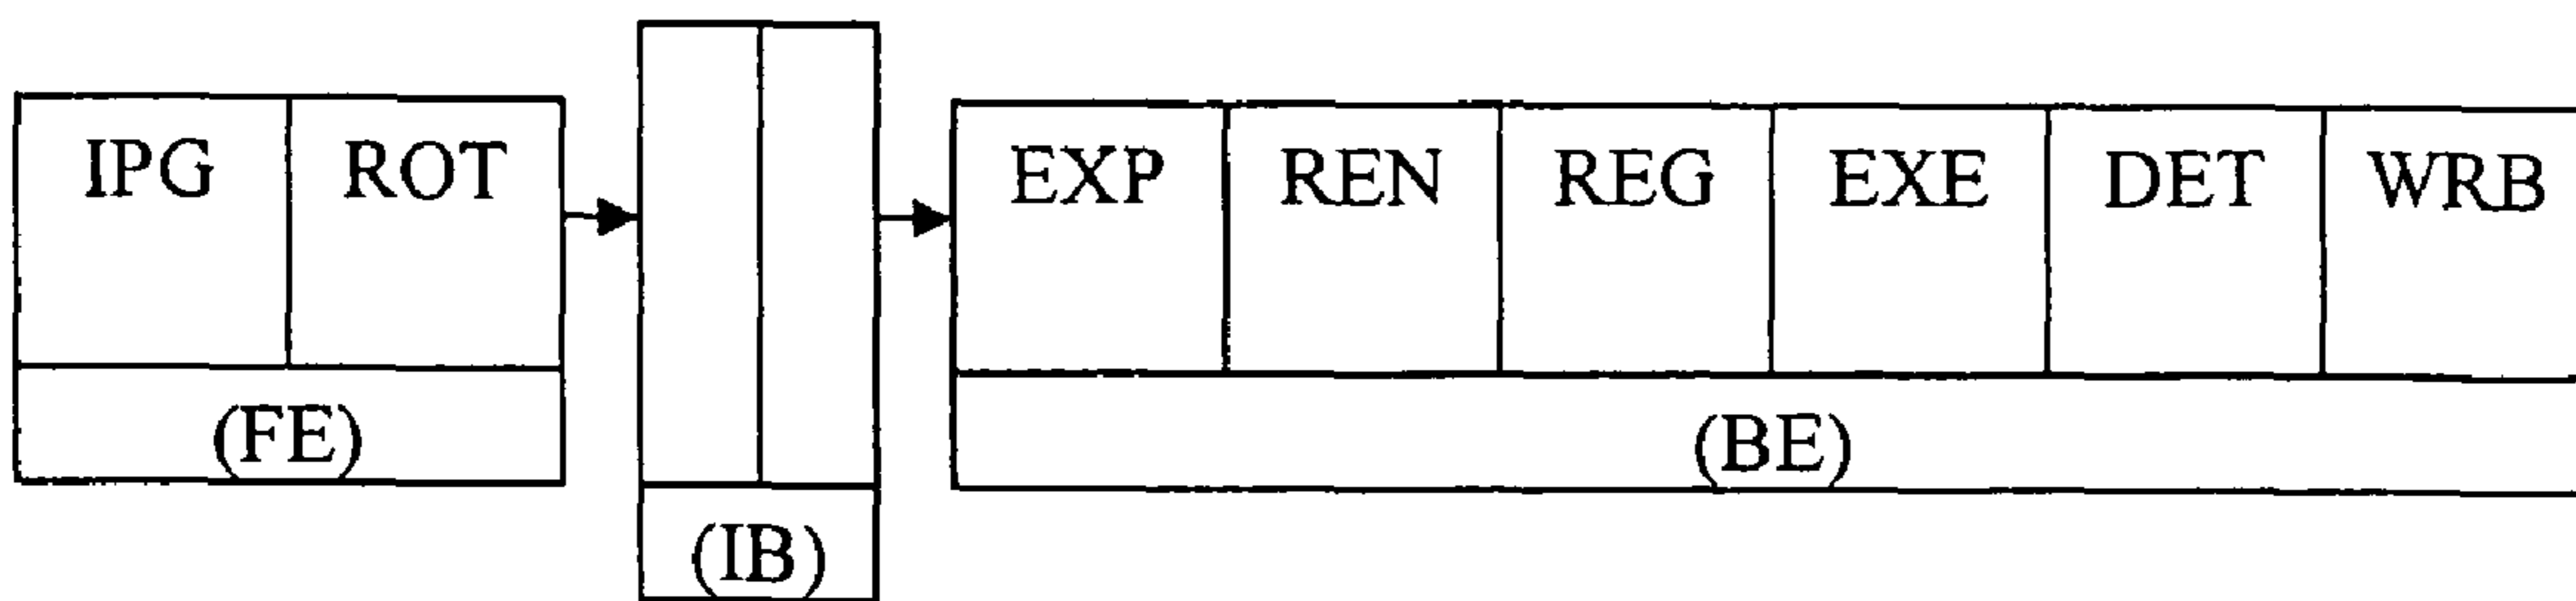 IPG ROT EXP REN REG EXE DET WRB
(FE) (BE)
(IB)